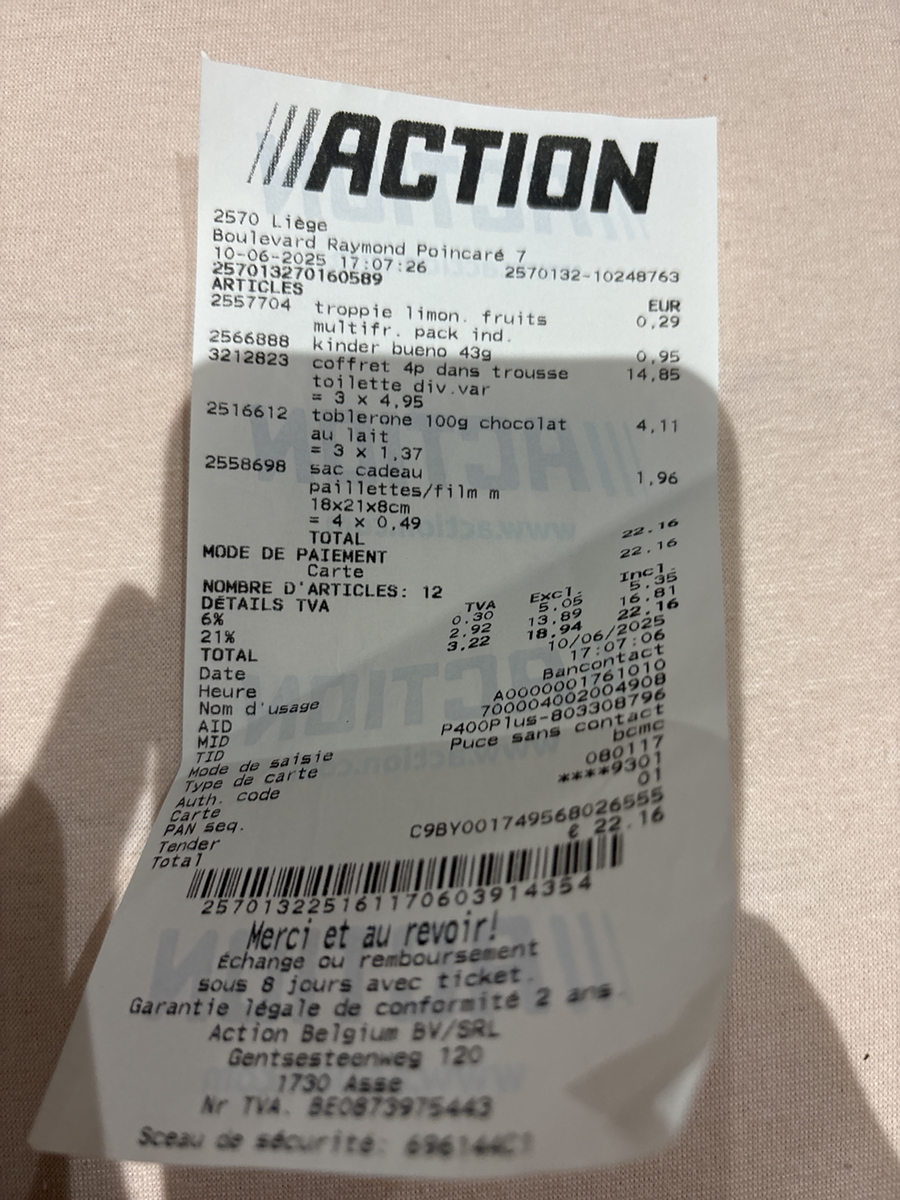 ACTION
2570 Liège
Boulevard Raymond Poincaré 7
10-06-2025 17:07:26 2570132-10248763
257013270160589
ARTICLES EUR
2557704 troppie limon. fruits 0,29
multifr. pack ind.
2566888 kinder bueno 43g 0,95
3212823 coffret 4p dans trousse 14,85
toilette div.var
= 3 x 4,95
2516612 toblerone 100g chocolat 4,11
au lait
= 3 x 1,37
2558698 sac cadeau 1,96
paillettes/film m
18x21x8cm
= 4 x 0,49
TOTAL 22.16
MODE DE PAIEMENT
Carte 22.16
NOMBRE D'ARTICLES: 12
DÉTAILS TVA TVA Excl. Incl.
6% 0.30 5.05 5.35
21% 2.92 13.89 16.81
TOTAL 3,22 18,94 22.16
Date 10/06/2025
Heure 17:07:06
Nom d'usage Bancontact
AID A0000001761010
MID 700004002004908
TID P400Plus-803308796
Mode de saisie Puce sans contact
Type de carte bcmc
Auth. code 080117
Carte ****9301
PAN seq. 01
Tender C9BY001749568026555
Total € 22.16
257013225161170603914354
Merci et au revoir!
Échange ou remboursement
sous 8 jours avec ticket.
Garantie légale de conformité 2 ans.
Action Belgium BV/SRL
Gentsesteenweg 120
1730 Asse
Nr TVA. BE0873975443
Sceau de sécurité: